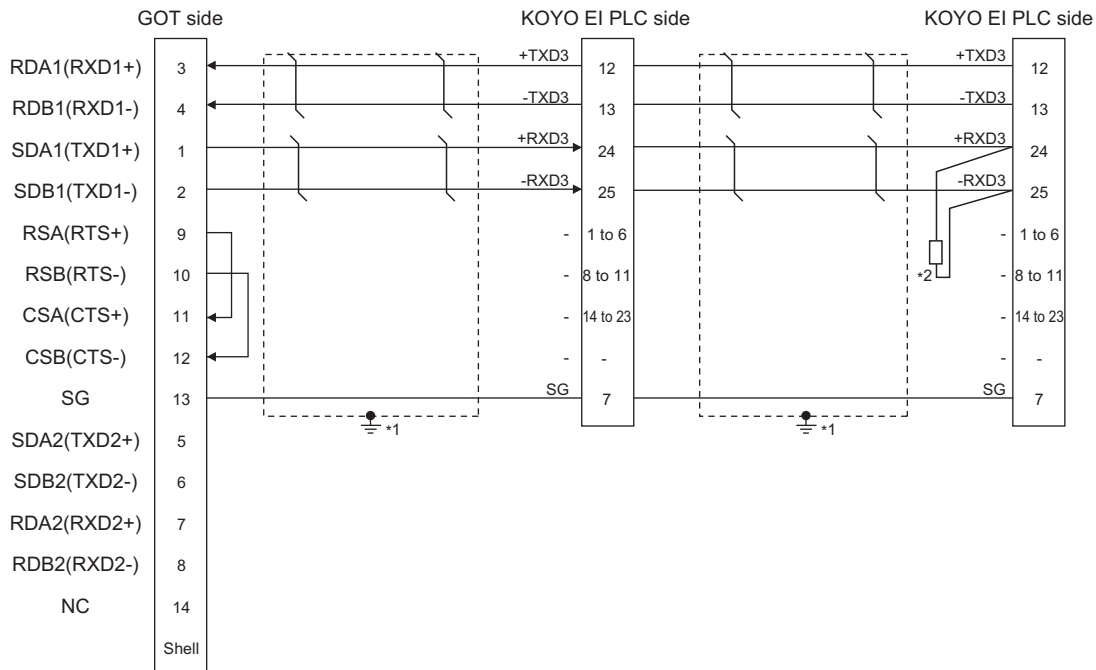 GOT side KOYO EI PLC side KOYO EI PLC side
RDA1(RXD1+) 3 +TXD3 12 +TXD3 12
RDB1(RXD1-) 4 -TXD3 13 -TXD3 13
SDA1(TXD1+) 1 +RXD3 24 +RXD3 24
SDB1(TXD1-) 2 -RXD3 25 -RXD3 25
RSA(RTS+) 9 - 1 to 6 - 1 to 6
RSB(RTS-) 10 - 8 to 11 *2 - 8 to 11
CSA(CTS+) 11 - 14 to 23 - 14 to 23
CSB(CTS-) 12 - - - -
SG 13 SG 7 SG 7
*1 *1
SDA2(TXD2+) 5
SDB2(TXD2-) 6
RDA2(RXD2+) 7
RDB2(RXD2-) 8
NC 14
Shell